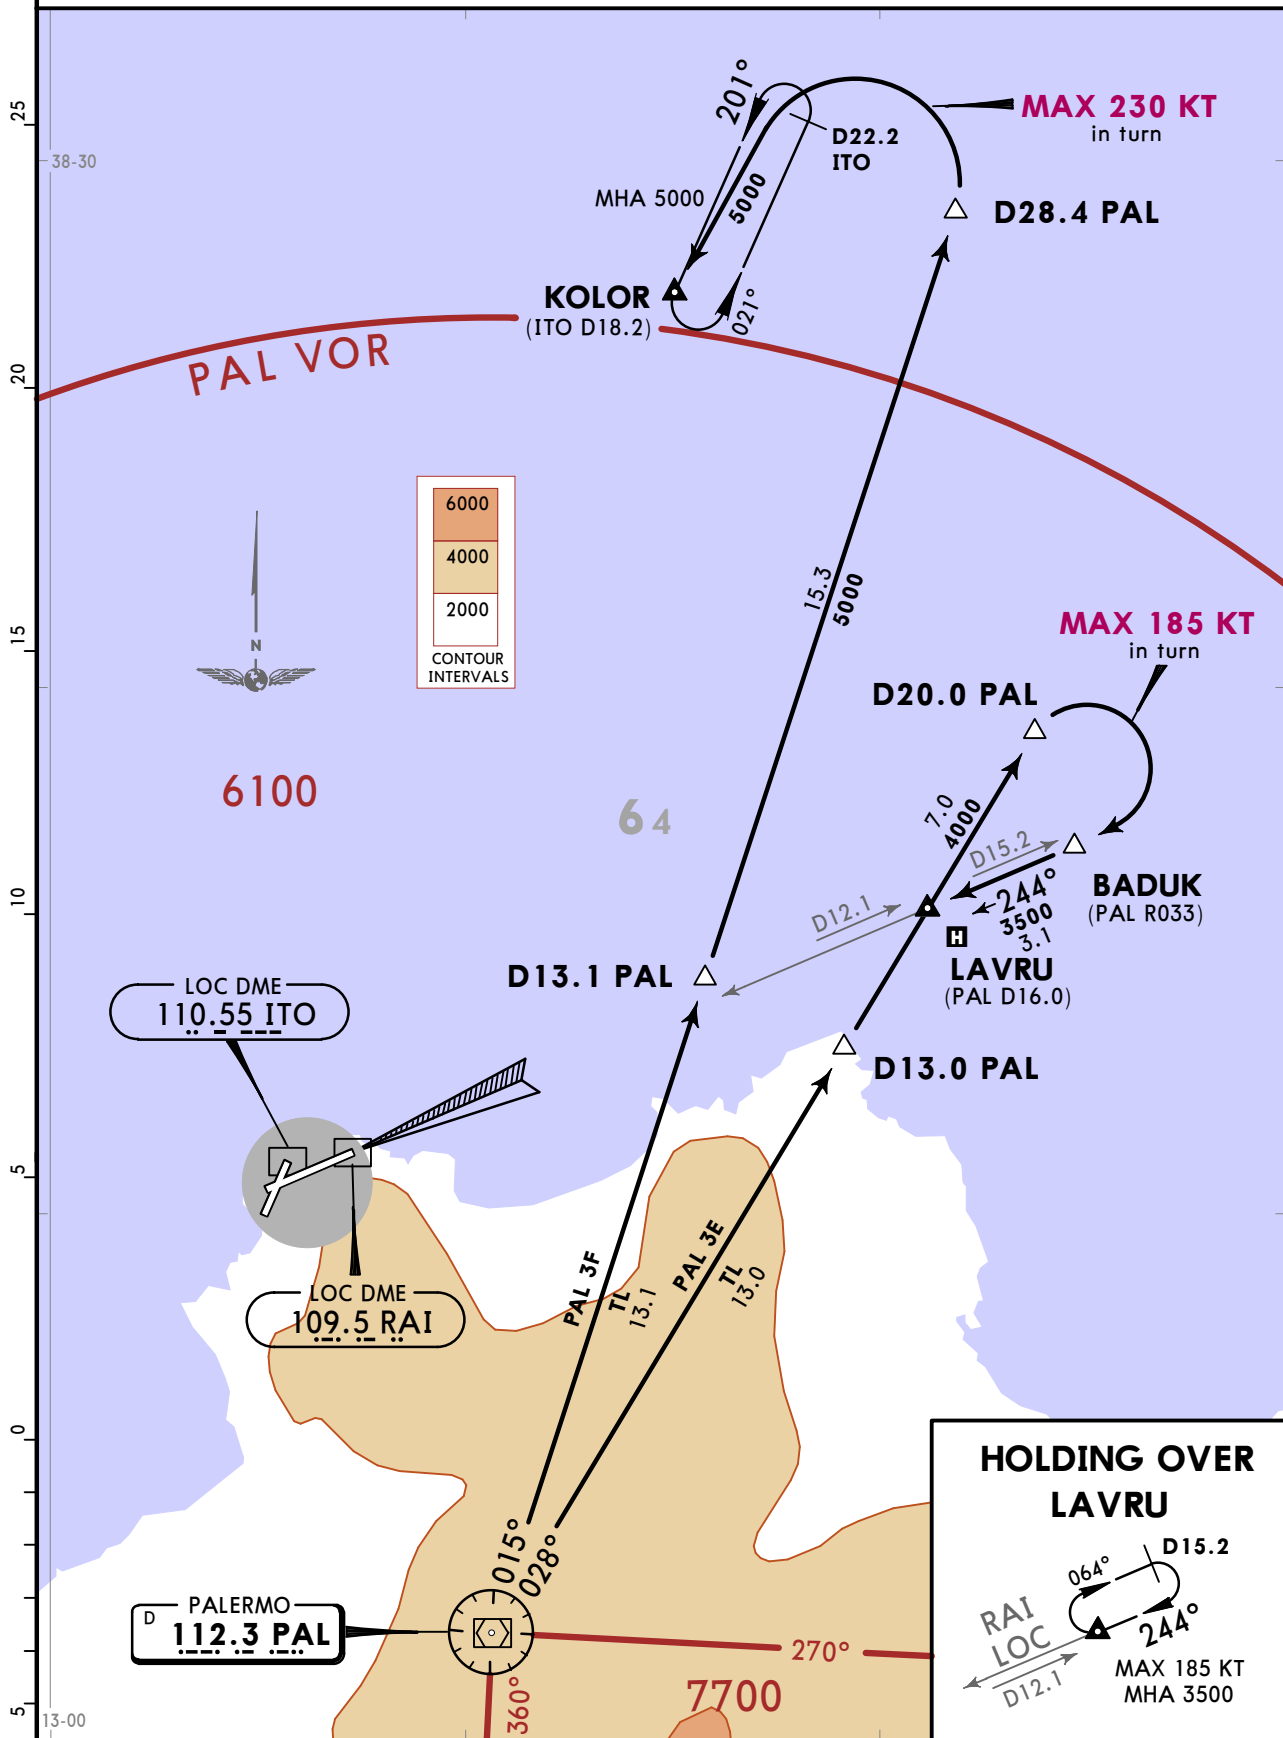 25
38-30
201°
MAX 230 KT
in turn
D22.2
ITO
MHA 5000
5000
D28.4 PAL
KOLOR
(ITO D18.2)
021°
PAL VOR
20
6000
4000
2000
CONTOUR
INTERVALS
N
15.3
5000
15
MAX 185 KT
in turn
D20.0 PAL
6100
64
7.0
4000
D15.2
244°
3500
3.1
BADUK
(PAL R033)
10
D12.1
H
LAVRU
(PAL D16.0)
D13.1 PAL
LOC DME
110.55 ITO
D13.0 PAL
5
LOC DME
109.5 RAI
PAL 3F
TL
13.1
PAL 3E
TL
13.0
0
015°
028°
D
PALERMO
112.3 PAL
270°
360°
7700
5
13-00
HOLDING OVER
LAVRU
D15.2
064°
RAI
LOC
244°
D12.1
MAX 185 KT
MHA 3500